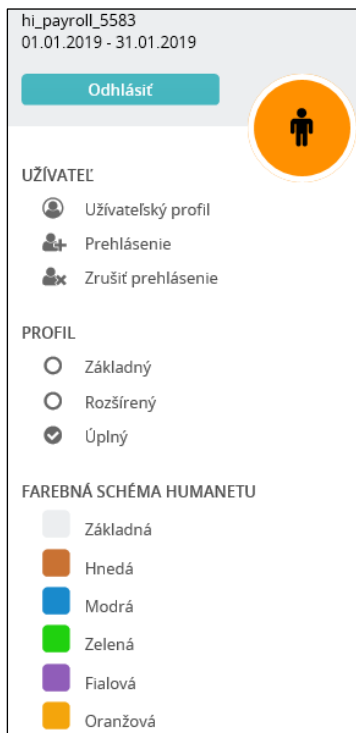 hi_payroll_5583
01.01.2019 - 31.01.2019
Odhlásiť
UŽÍVATEĽ
Užívateľský profil
Prehlásenie
Zrušiť prehlásenie
PROFIL
Základný
Rozšírený
Úplný
FAREBNÁ SCHÉMA HUMANETU
Základná
Hnedá
Modrá
Zelená
Fialová
Oranžová